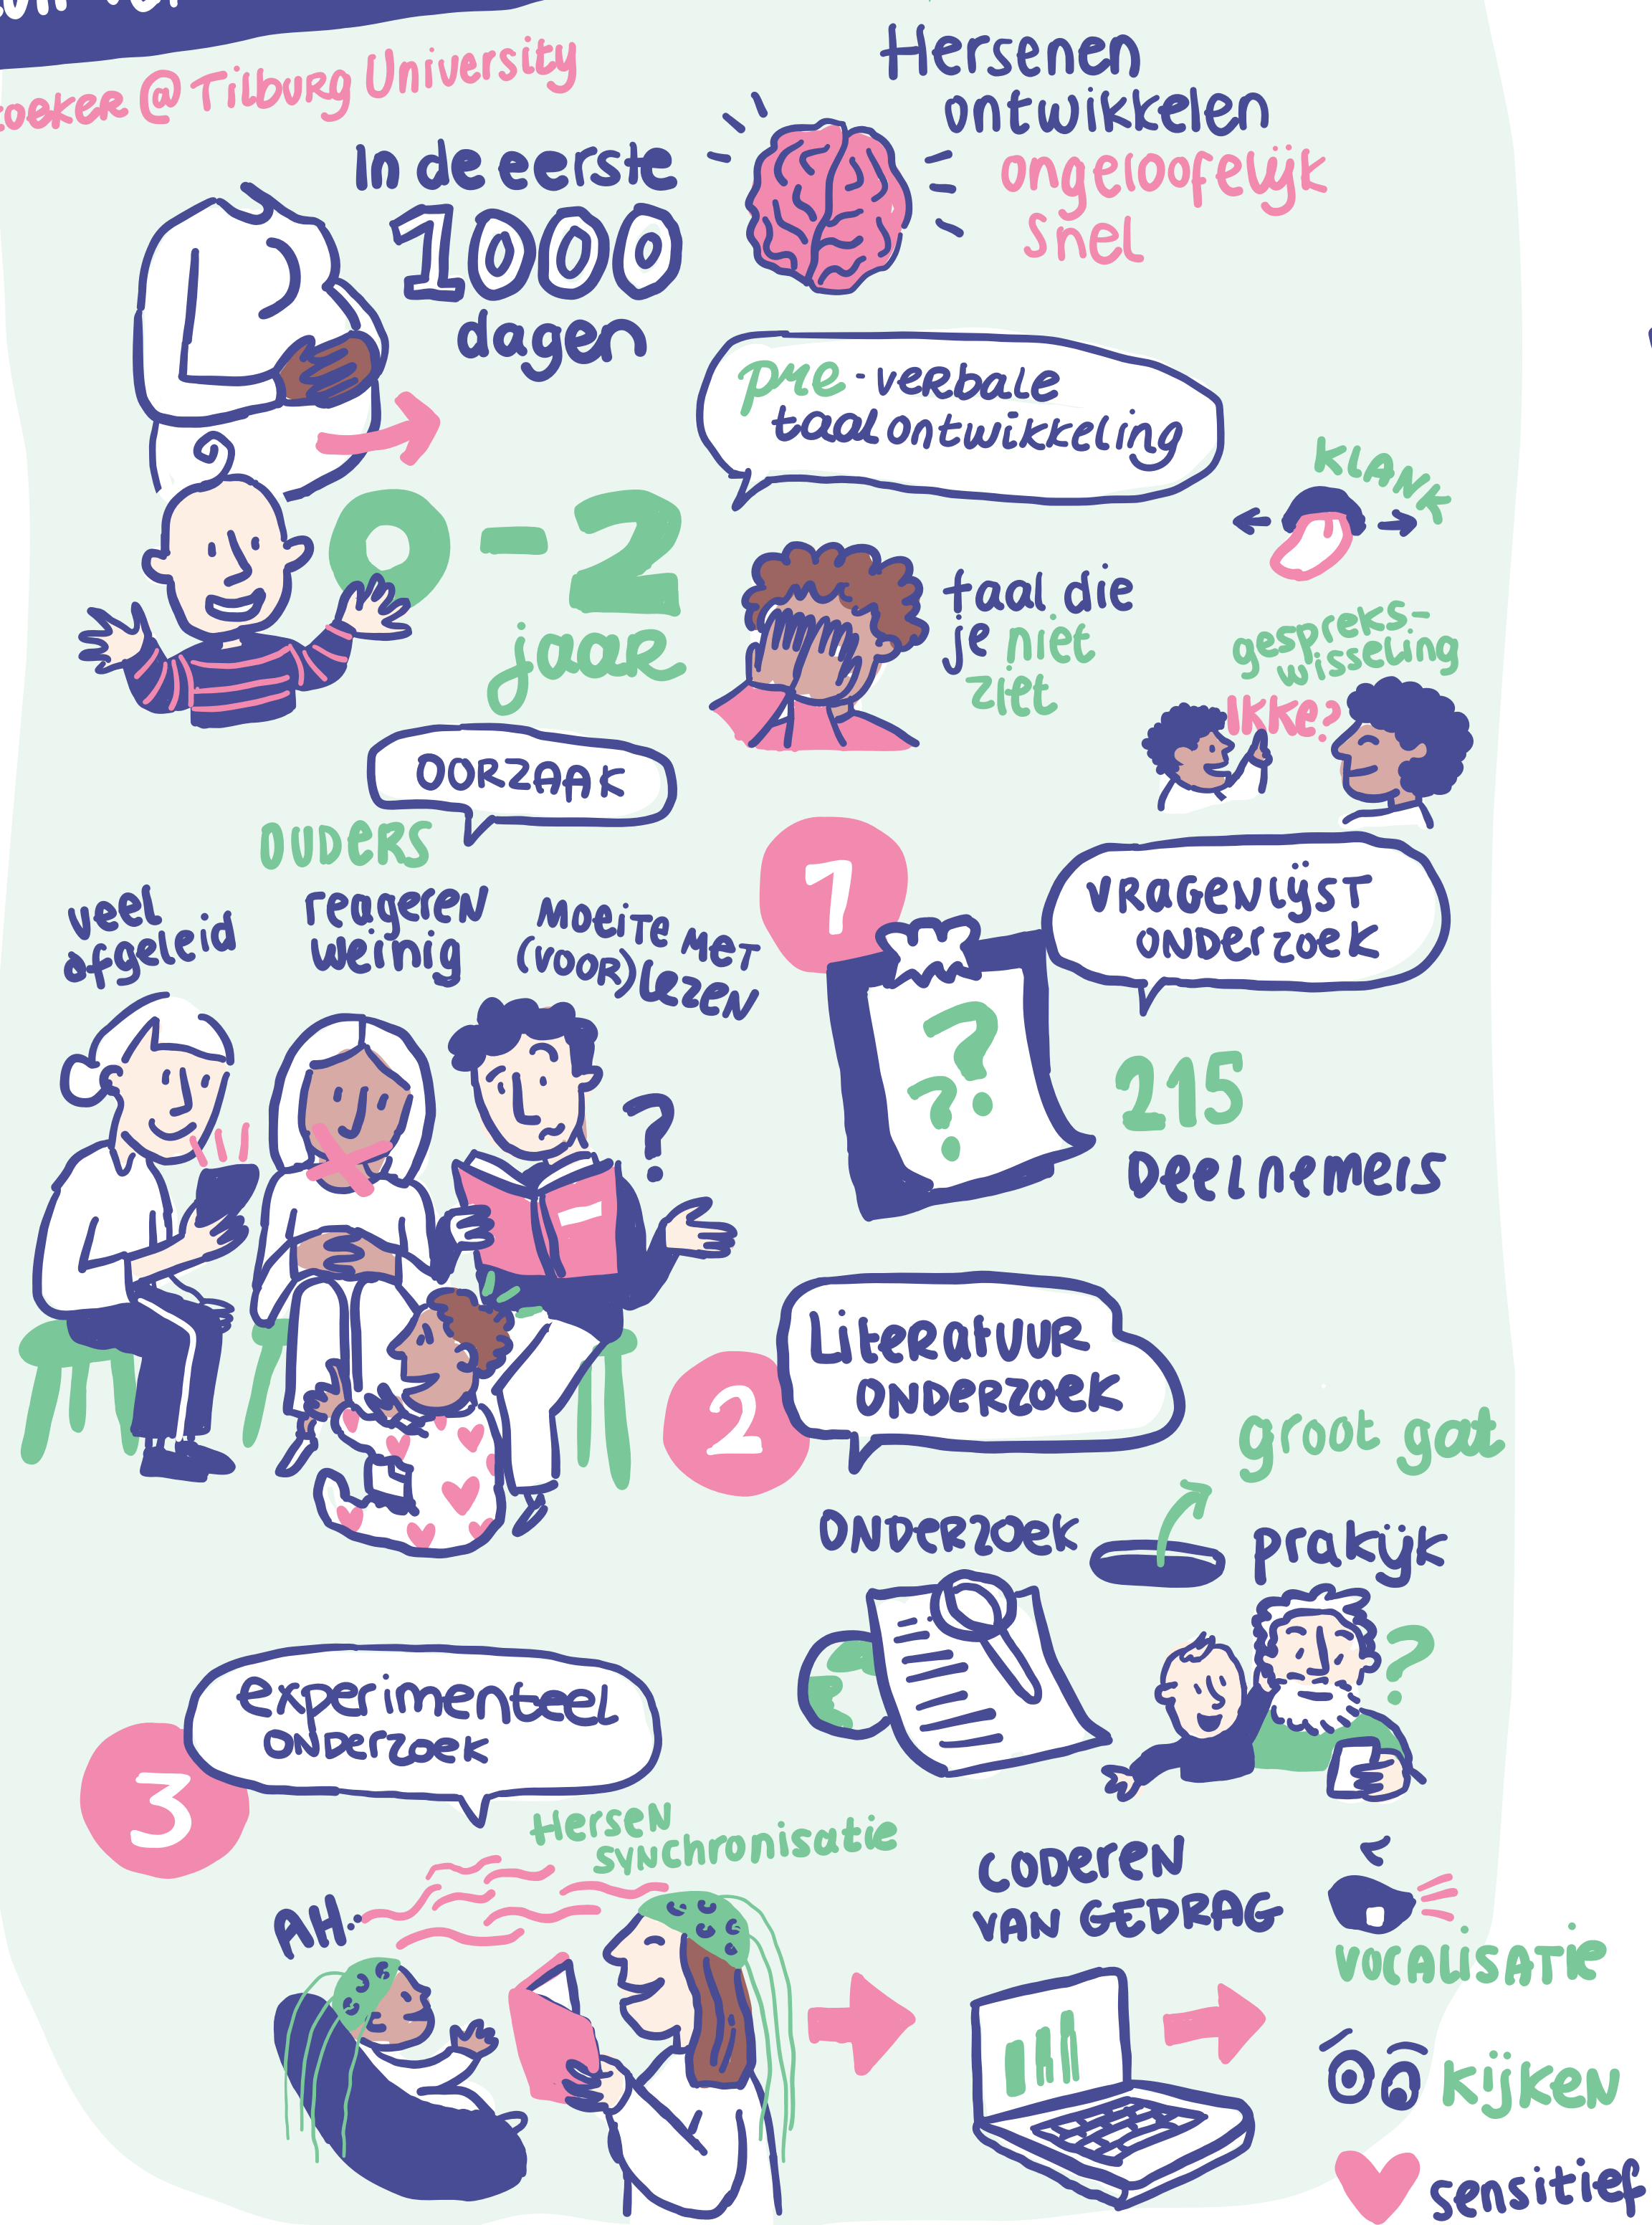 @ Tilburg University
In de eerste
1000
dagen
Hersenen
ontwikkelen
ongeloofelijk
snel
pre-verbale
taalontwikkeling
0-2
jaar
taal die
je niet
ziet
KLANK
gespreks-
wisseling
IKKE?
OORZAAK
OUDERS
veel
afgeleid
reageren
weinig
MOEITE MET
(VOOR)LEZEN
?
1
VRAGENLIJST
ONDERZOEK
? ?
215
DEELNEMERS
2
LITERATUUR
ONDERZOEK
groot gat
ONDERZOEK
prakijk
?
3
experimenteel
ONDERZOEK
Hersen
synchronisatie
AH:
CODEREN
VAN GEDRAG
VOCALISATIE
kijken
sensitief